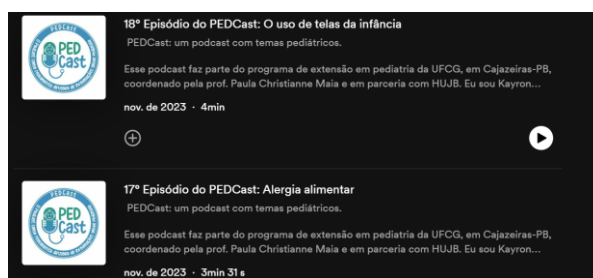 PEDCast
PED
Cast
18º Episódio do PEDCast: O uso de telas da infância
PEDCast: um podcast com temas pediátricos.
Esse podcast faz parte do programa de extensão em pediatria da UFCG, em Cajazeiras-PB,
coordenado pela prof. Paula Christianne Maia e em parceria com HUJB. Eu sou Kayron...
nov. de 2023 · 4min
PEDCast
PED
Cast
17º Episódio do PEDCast: Alergia alimentar
PEDCast: um podcast com temas pediátricos.
Esse podcast faz parte do programa de extensão em pediatria da UFCG, em Cajazeiras-PB,
coordenado pela prof. Paula Christianne Maia e em parceria com HUJB. Eu sou Kayron...
nov. de 2023 · 3min 31 s